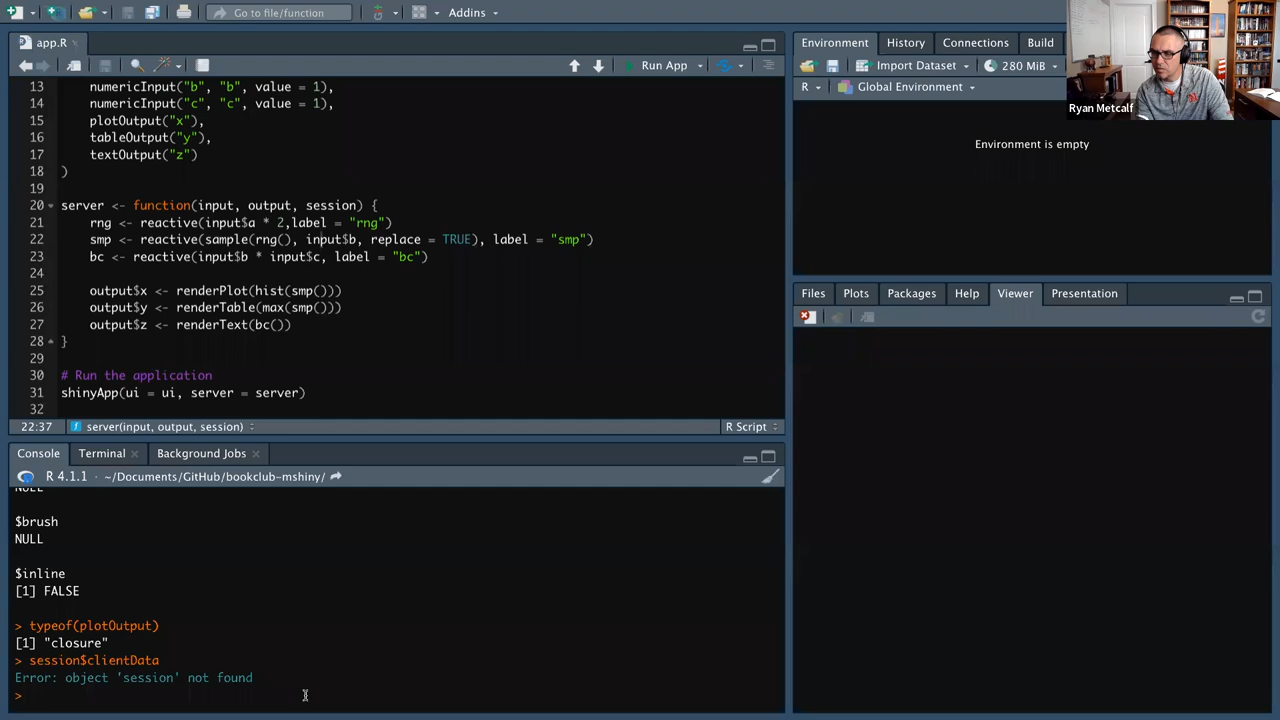 Go to file/function
Addins
app.R
Run App
13 numericInput("b", "b", value = 1),
14 numericInput("c", "c", value = 1),
15 plotOutput("x"),
16 tableOutput("y"),
17 textOutput("z")
18 )
19
20 server <- function(input, output, session) {
21 rng <- reactive(input$a * 2,label = "rng")
22 smp <- reactive(sample(rng(), input$b, replace = TRUE), label = "smp")
23 bc <- reactive(input$b * input$c, label = "bc")
24
25 output$x <- renderPlot(hist(smp()))
26 output$y <- renderTable(max(smp()))
27 output$z <- renderText(bc())
28 }
29
30 # Run the application
31 shinyApp(ui = ui, server = server)
32
22:37 server(input, output, session) R Script
Console Terminal Background Jobs
R 4.1.1 · ~/Documents/GitHub/bookclub-mshiny/
NULL
$brush
NULL
$inline
[1] FALSE
> typeof(plotOutput)
[1] "closure"
> session$clientData
Error: object 'session' not found
>
Environment History Connections Build
Import Dataset 280 MiB
R Global Environment
Environment is empty
Files Plots Packages Help Viewer Presentation
Ryan Metcalf